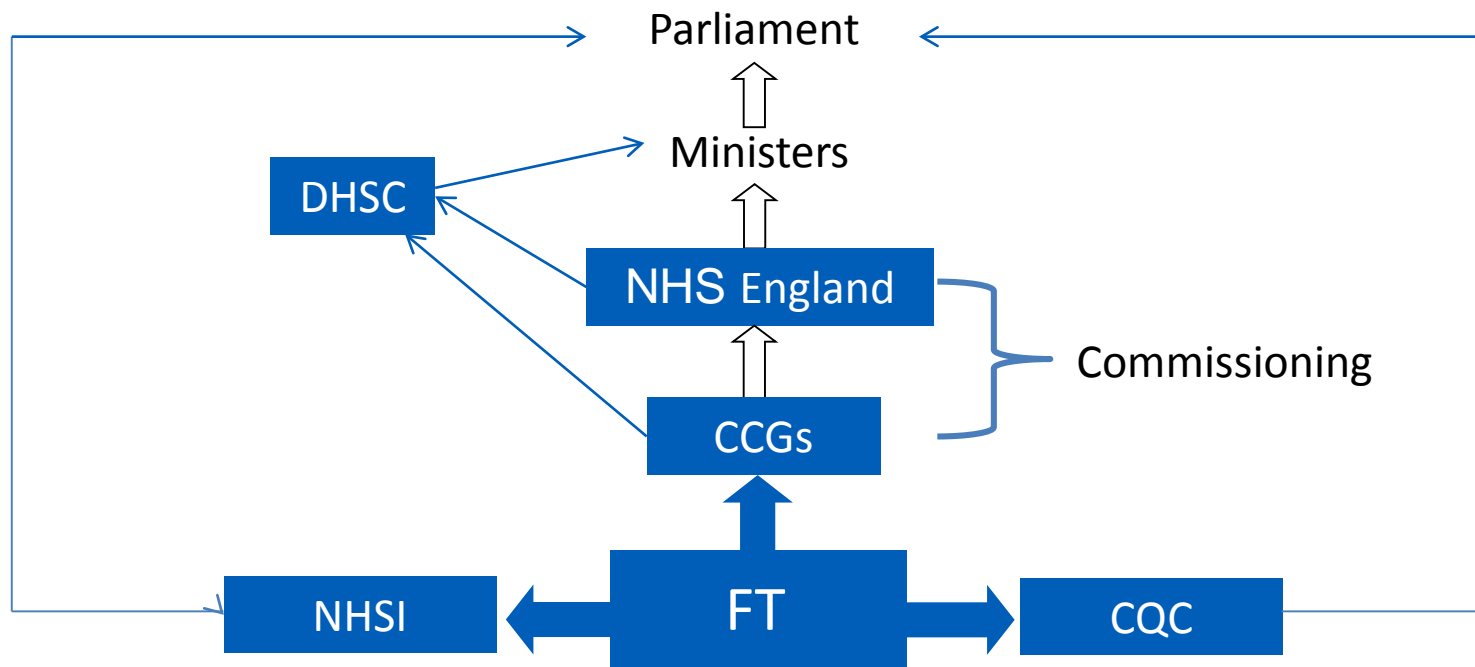 Parliament
Ministers
DHSC
NHS England
Commissioning
CCGs
NHSI
FT
CQC